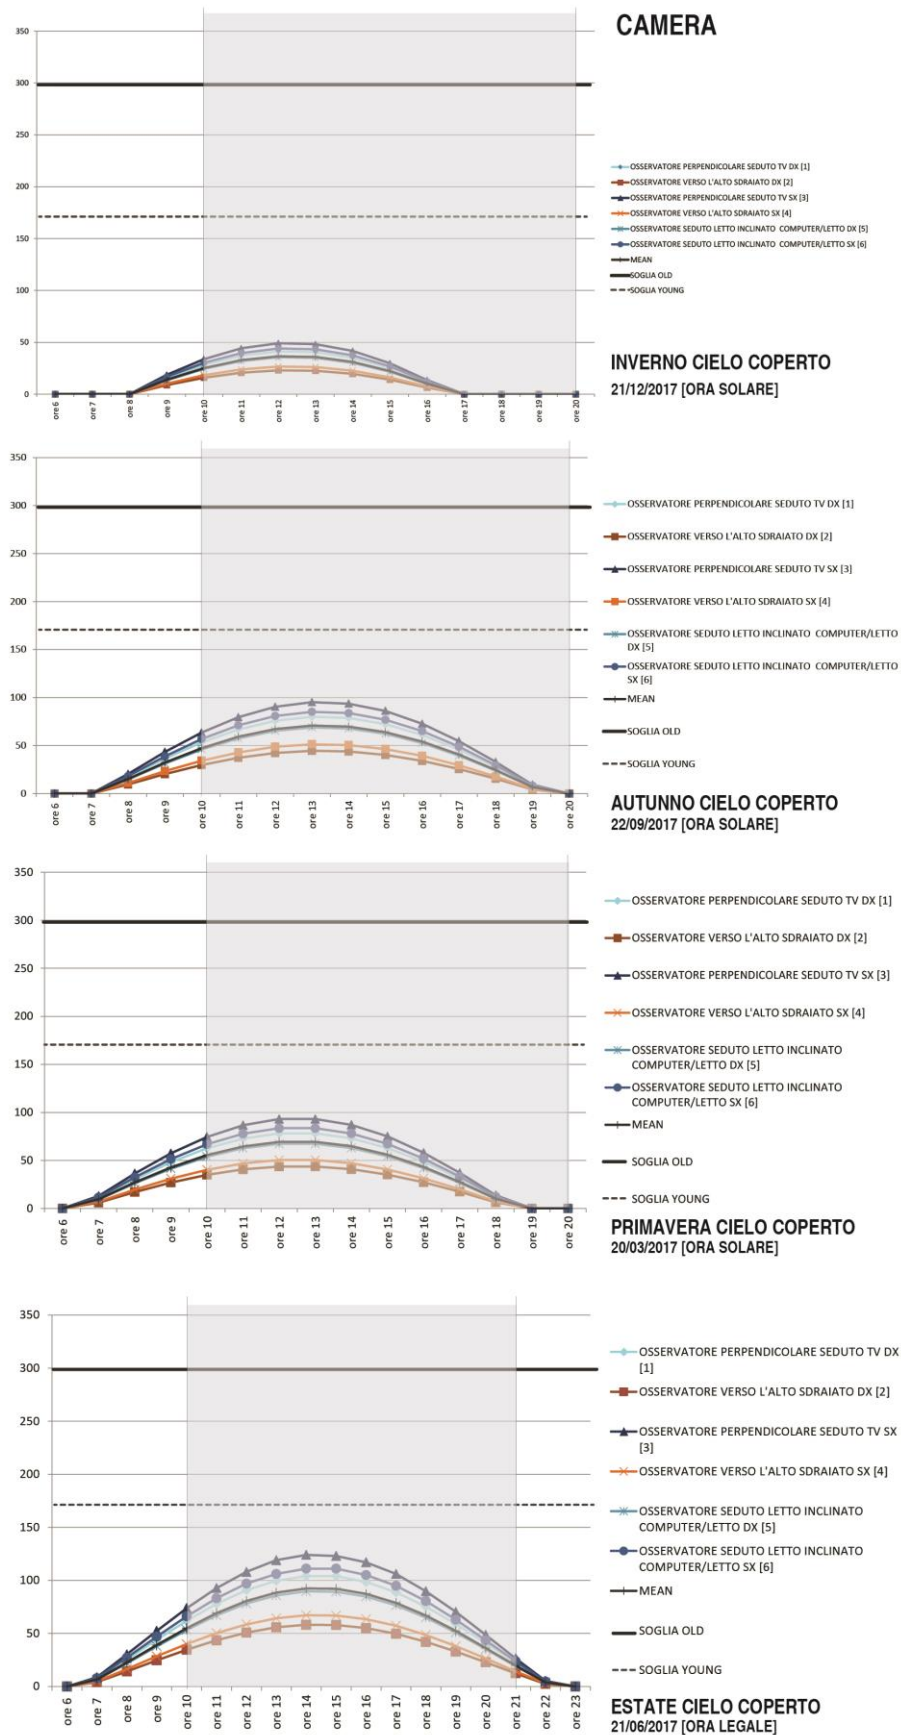 CAMERA
350
300
250
200
150
100
50
0
ore 6
ore 7
ore 8
ore 9
ore 10
ore 11
ore 12
ore 13
ore 14
ore 15
ore 16
ore 17
ore 18
ore 19
ore 20
OSSERVATORE PERPENDICOLARE SEDUTO TV DX [1]
OSSERVATORE VERSO L'ALTO SDRAIATO DX [2]
OSSERVATORE PERPENDICOLARE SEDUTO TV SX [3]
OSSERVATORE VERSO L'ALTO SDRAIATO SX [4]
OSSERVATORE SEDUTO LETTO INCLINATO COMPUTER/LETTO DX [5]
OSSERVATORE SEDUTO LETTO INCLINATO COMPUTER/LETTO SX [6]
MEAN
SOGLIA OLD
SOGLIA YOUNG
INVERNO CIELO COPERTO
21/12/2017 [ORA SOLARE]
350
300
250
200
150
100
50
0
ore 6
ore 7
ore 8
ore 9
ore 10
ore 11
ore 12
ore 13
ore 14
ore 15
ore 16
ore 17
ore 18
ore 19
ore 20
OSSERVATORE PERPENDICOLARE SEDUTO TV DX [1]
OSSERVATORE VERSO L'ALTO SDRAIATO DX [2]
OSSERVATORE PERPENDICOLARE SEDUTO TV SX [3]
OSSERVATORE VERSO L'ALTO SDRAIATO SX [4]
OSSERVATORE SEDUTO LETTO INCLINATO COMPUTER/LETTO
DX [5]
OSSERVATORE SEDUTO LETTO INCLINATO COMPUTER/LETTO
SX [6]
MEAN
SOGLIA OLD
SOGLIA YOUNG
AUTUNNO CIELO COPERTO
22/09/2017 [ORA SOLARE]
350
300
250
200
150
100
50
0
ore 6
ore 7
ore 8
ore 9
ore 10
ore 11
ore 12
ore 13
ore 14
ore 15
ore 16
ore 17
ore 18
ore 19
ore 20
OSSERVATORE PERPENDICOLARE SEDUTO TV DX [1]
OSSERVATORE VERSO L'ALTO SDRAIATO DX [2]
OSSERVATORE PERPENDICOLARE SEDUTO TV SX [3]
OSSERVATORE VERSO L'ALTO SDRAIATO SX [4]
OSSERVATORE SEDUTO LETTO INCLINATO
COMPUTER/LETTO DX [5]
OSSERVATORE SEDUTO LETTO INCLINATO
COMPUTER/LETTO SX [6]
MEAN
SOGLIA OLD
SOGLIA YOUNG
PRIMAVERA CIELO COPERTO
20/03/2017 [ORA SOLARE]
350
300
250
200
150
100
50
0
ore 6
ore 7
ore 8
ore 9
ore 10
ore 11
ore 12
ore 13
ore 14
ore 15
ore 16
ore 17
ore 18
ore 19
ore 20
ore 21
ore 22
ore 23
OSSERVATORE PERPENDICOLARE SEDUTO TV DX
[1]
OSSERVATORE VERSO L'ALTO SDRAIATO DX [2]
OSSERVATORE PERPENDICOLARE SEDUTO TV SX
[3]
OSSERVATORE VERSO L'ALTO SDRAIATO SX [4]
OSSERVATORE SEDUTO LETTO INCLINATO
COMPUTER/LETTO DX [5]
OSSERVATORE SEDUTO LETTO INCLINATO
COMPUTER/LETTO SX [6]
MEAN
SOGLIA OLD
SOGLIA YOUNG
ESTATE CIELO COPERTO
21/06/2017 [ORA LEGALE]